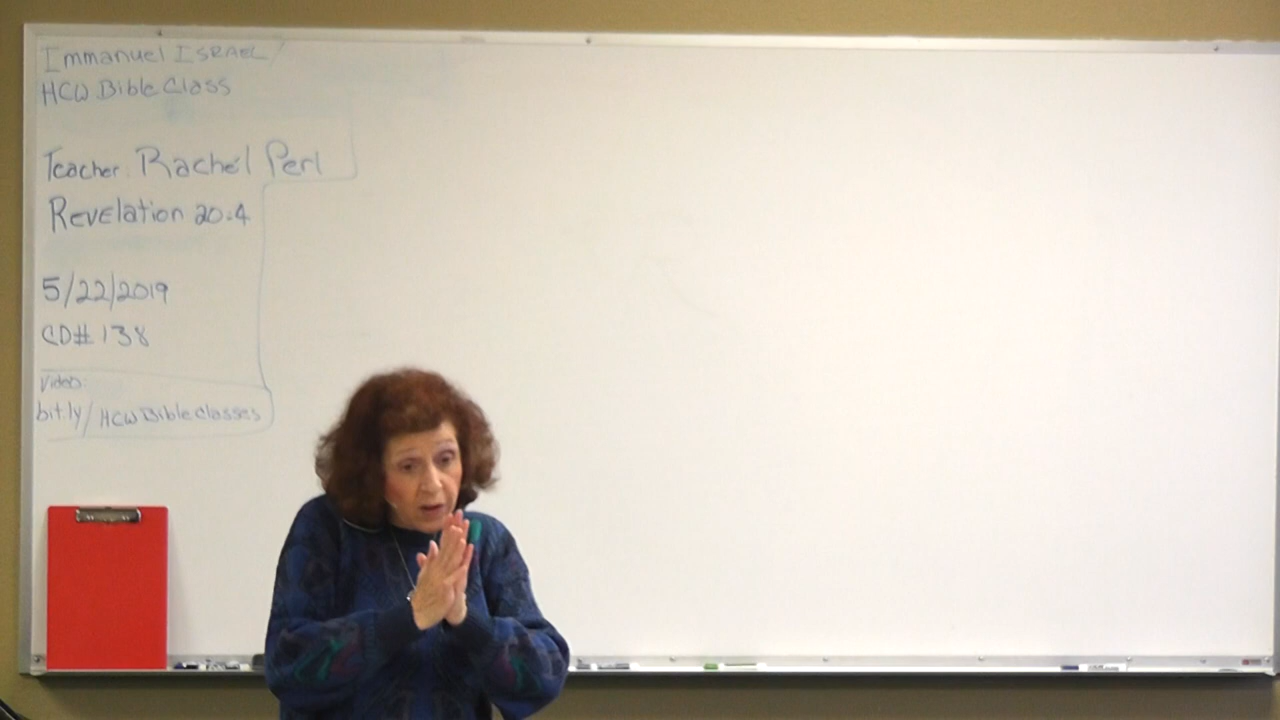 Immanuel ISRAEL/
HCW Bible Class
Teacher: Rachel Perl
Revelation 20:4
5/22/2019
CD# 138
Video:
bit.ly/HCWBibleClasses